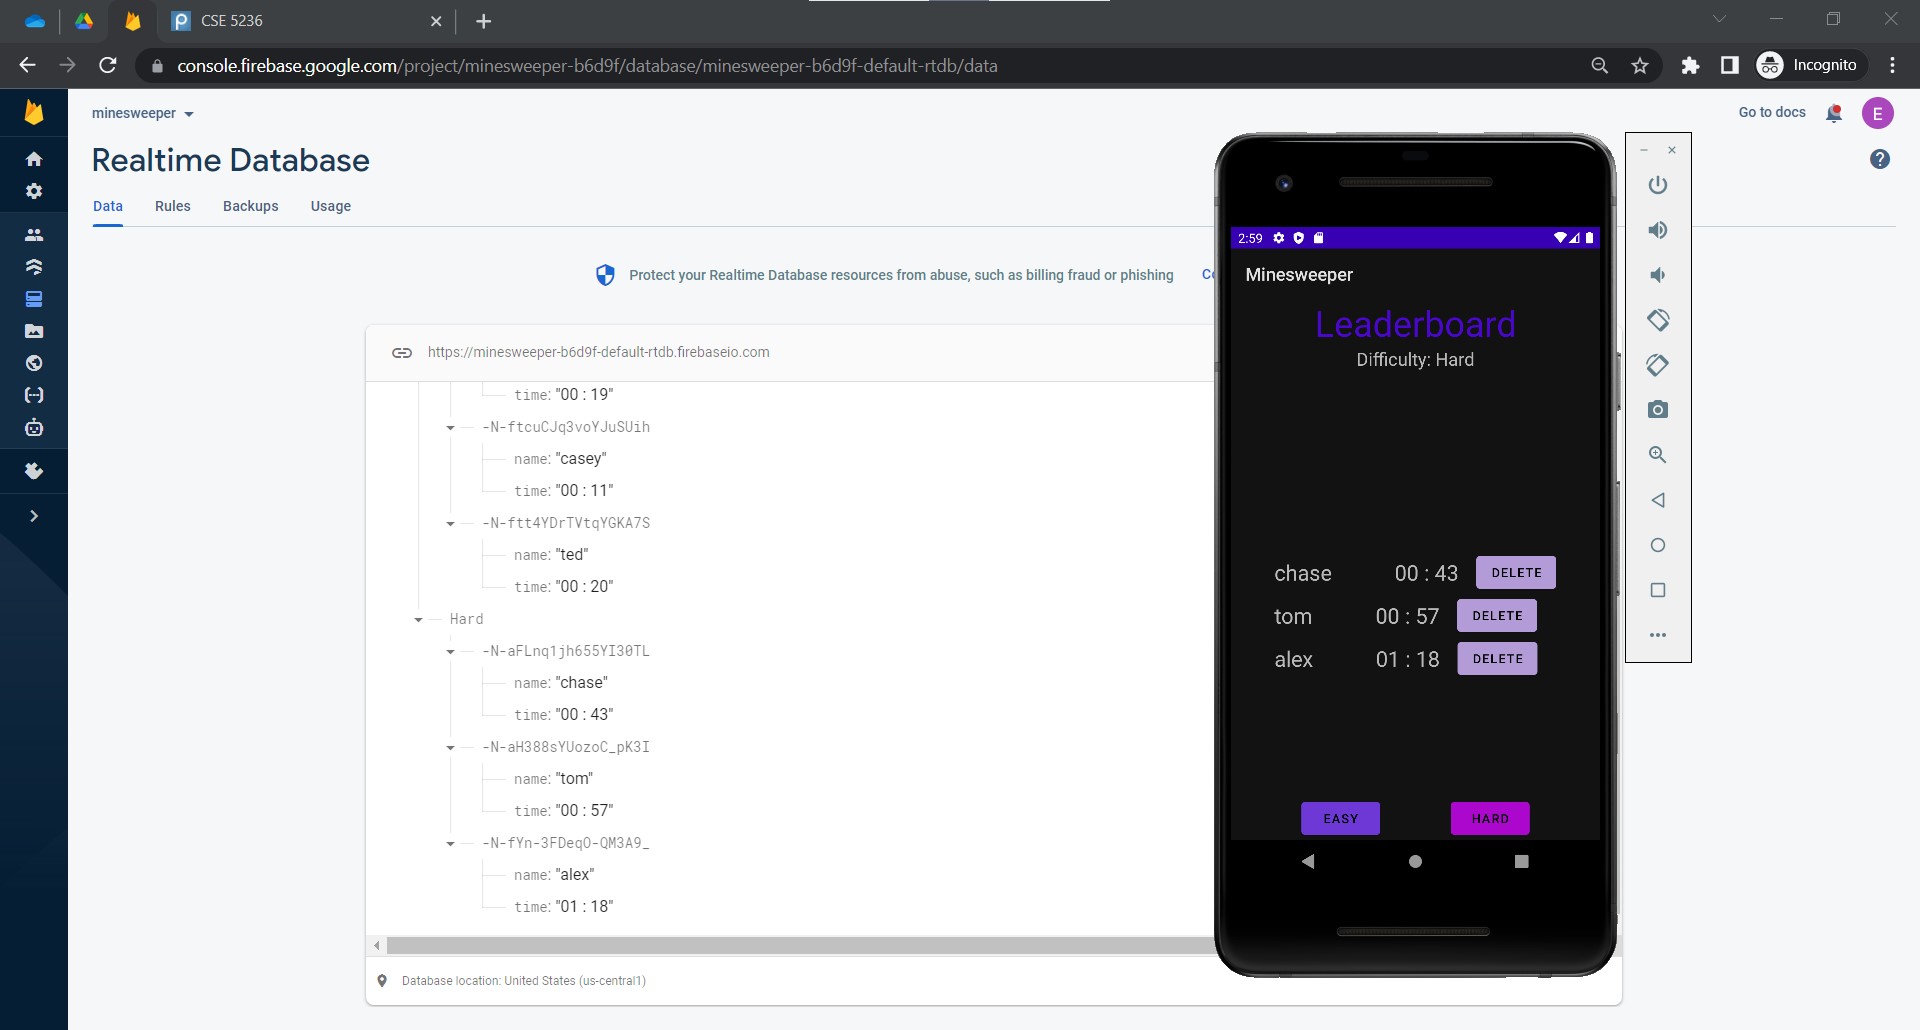 CSE 5236
console.firebase.google.com/project/minesweeper-b6d9f/database/minesweeper-b6d9f-default-rtdb/data
Incognito
minesweeper
Go to docs
E
Realtime Database
Data Rules Backups Usage
Protect your Realtime Database resources from abuse, such as billing fraud or phishing
https://minesweeper-b6d9f-default-rtdb.firebaseio.com
time: "00 : 19"
-N-ftcuCJq3voYJuSUih
name: "casey"
time: "00 : 11"
-N-ftt4YDrTVtqYGKA7S
name: "ted"
time: "00 : 20"
Hard
-N-aFLnq1jh655YI30TL
name: "chase"
time: "00 : 43"
-N-aH388sYUozoC_pK3I
name: "tom"
time: "00 : 57"
-N-fYn-3FDeqO-QM3A9_
name: "alex"
time: "01 : 18"
Database location: United States (us-central1)
2:59
Minesweeper
Leaderboard
Difficulty: Hard
chase 00 : 43 DELETE
tom 00 : 57 DELETE
alex 01 : 18 DELETE
EASY HARD